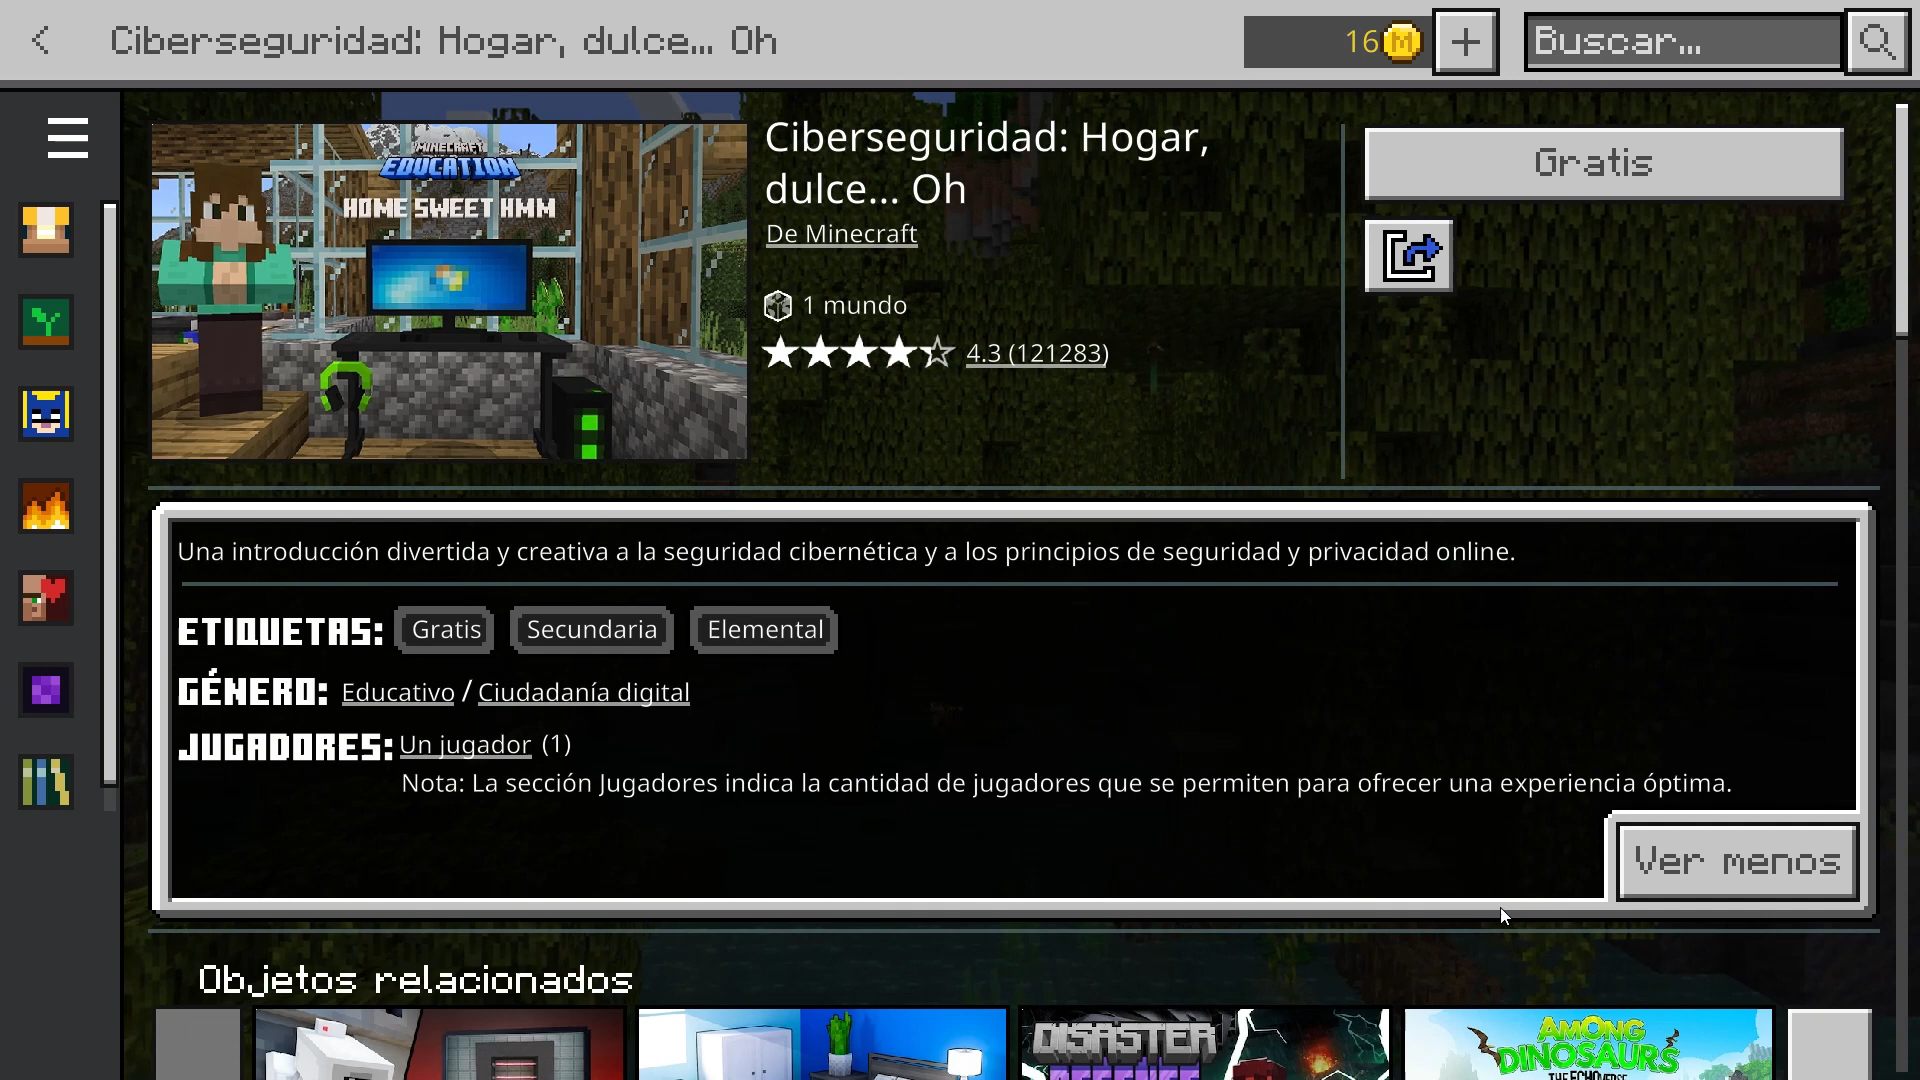 Ciberseguridad: Hogar, dulce... Oh
16
Buscar...
MINECRAFT
EDUCATION
HOME SWEET HMM
Ciberseguridad: Hogar,
dulce... Oh
De Minecraft
1 mundo
4.3 (121283)
Gratis
Una introducción divertida y creativa a la seguridad cibernética y a los principios de seguridad y privacidad online.
ETIQUETAS: Gratis Secundaria Elemental
GÉNERO: Educativo / Ciudadanía digital
JUGADORES: Un jugador (1)
Nota: La sección Jugadores indica la cantidad de jugadores que se permiten para ofrecer una experiencia óptima.
Ver menos
Objetos relacionados
DISASTER
DEFENSE
AMONG
DINOSAURS
THE ECHOVERSE